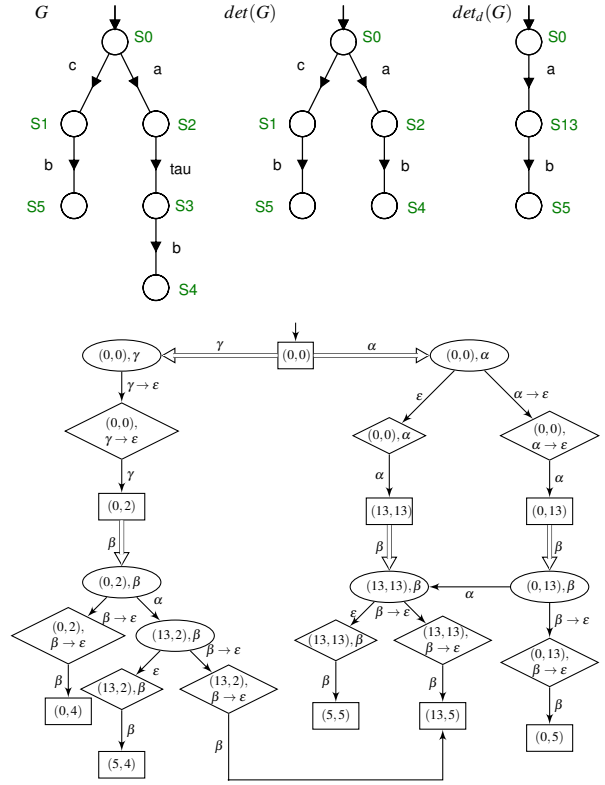 G det(G) det_d(G)
S0 S0 S0
c a c a a
S1 S2 S1 S2 S13
b tau b b b
S5 S3 S5 S4 S5
b
S4
(0,0),γ γ (0,0) α (0,0),α
γ→ε ε α→ε
(0,0), γ→ε (0,0),α (0,0), α→ε
γ α α
(0,2) (13,13) (0,13)
β β β
(0,2),β (13,13),β α (0,13),β
β→ε α ε β→ε β→ε
(0,2), β→ε (13,2),β (13,13),β (13,13), β→ε (0,13), β→ε
β ε β→ε β β β
(0,4) (13,2),β (13,2), β→ε (5,5) (13,5) (0,5)
β β
(5,4)